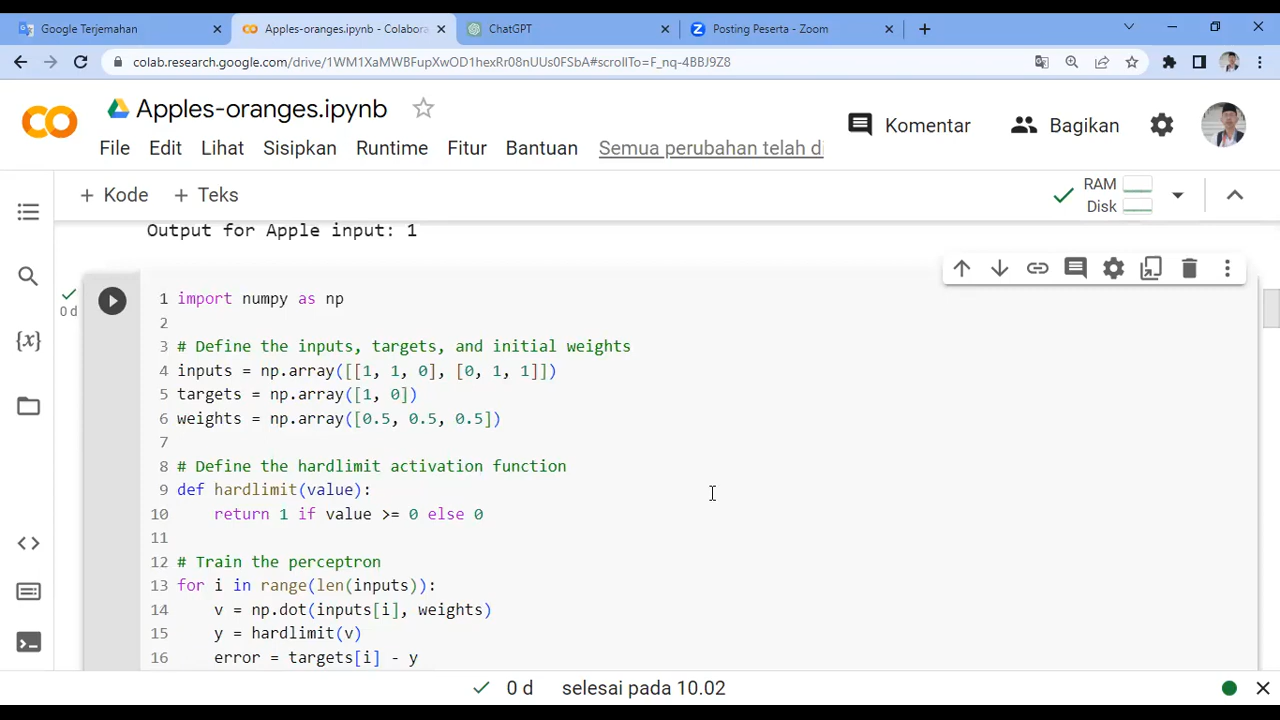 Google Terjemahan
Apples-oranges.ipynb - Colabora
ChatGPT
Posting Peserta - Zoom
colab.research.google.com/drive/1WM1XaMWBFupXwOD1hexRr08nUUs0FSbA#scrollTo=F_nq-4BBJ9Z8
Apples-oranges.ipynb
Komentar
Bagikan
File Edit Lihat Sisipkan Runtime Fitur Bantuan Semua perubahan telah di
+ Kode + Teks
RAM
Disk
Output for Apple input: 1
0 d
1 import numpy as np
2
3 # Define the inputs, targets, and initial weights
4 inputs = np.array([[1, 1, 0], [0, 1, 1]])
5 targets = np.array([1, 0])
6 weights = np.array([0.5, 0.5, 0.5])
7
8 # Define the hardlimit activation function
9 def hardlimit(value):
10     return 1 if value >= 0 else 0
11
12 # Train the perceptron
13 for i in range(len(inputs)):
14     v = np.dot(inputs[i], weights)
15     y = hardlimit(v)
16     error = targets[i] - y
0 d selesai pada 10.02